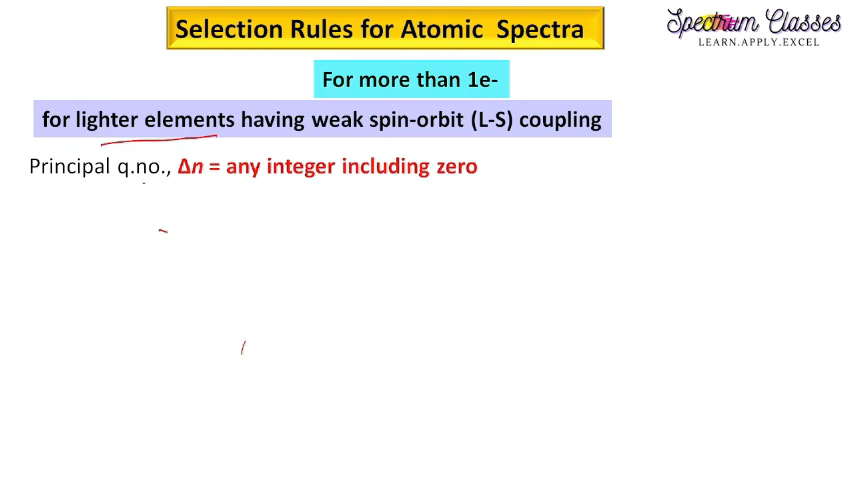 Selection Rules for Atomic Spectra
Spectrum Classes
LEARN.APPLY.EXCEL
For more than 1e-
for lighter elements having weak spin-orbit (L-S) coupling
Principal q.no., Δn = any integer including zero